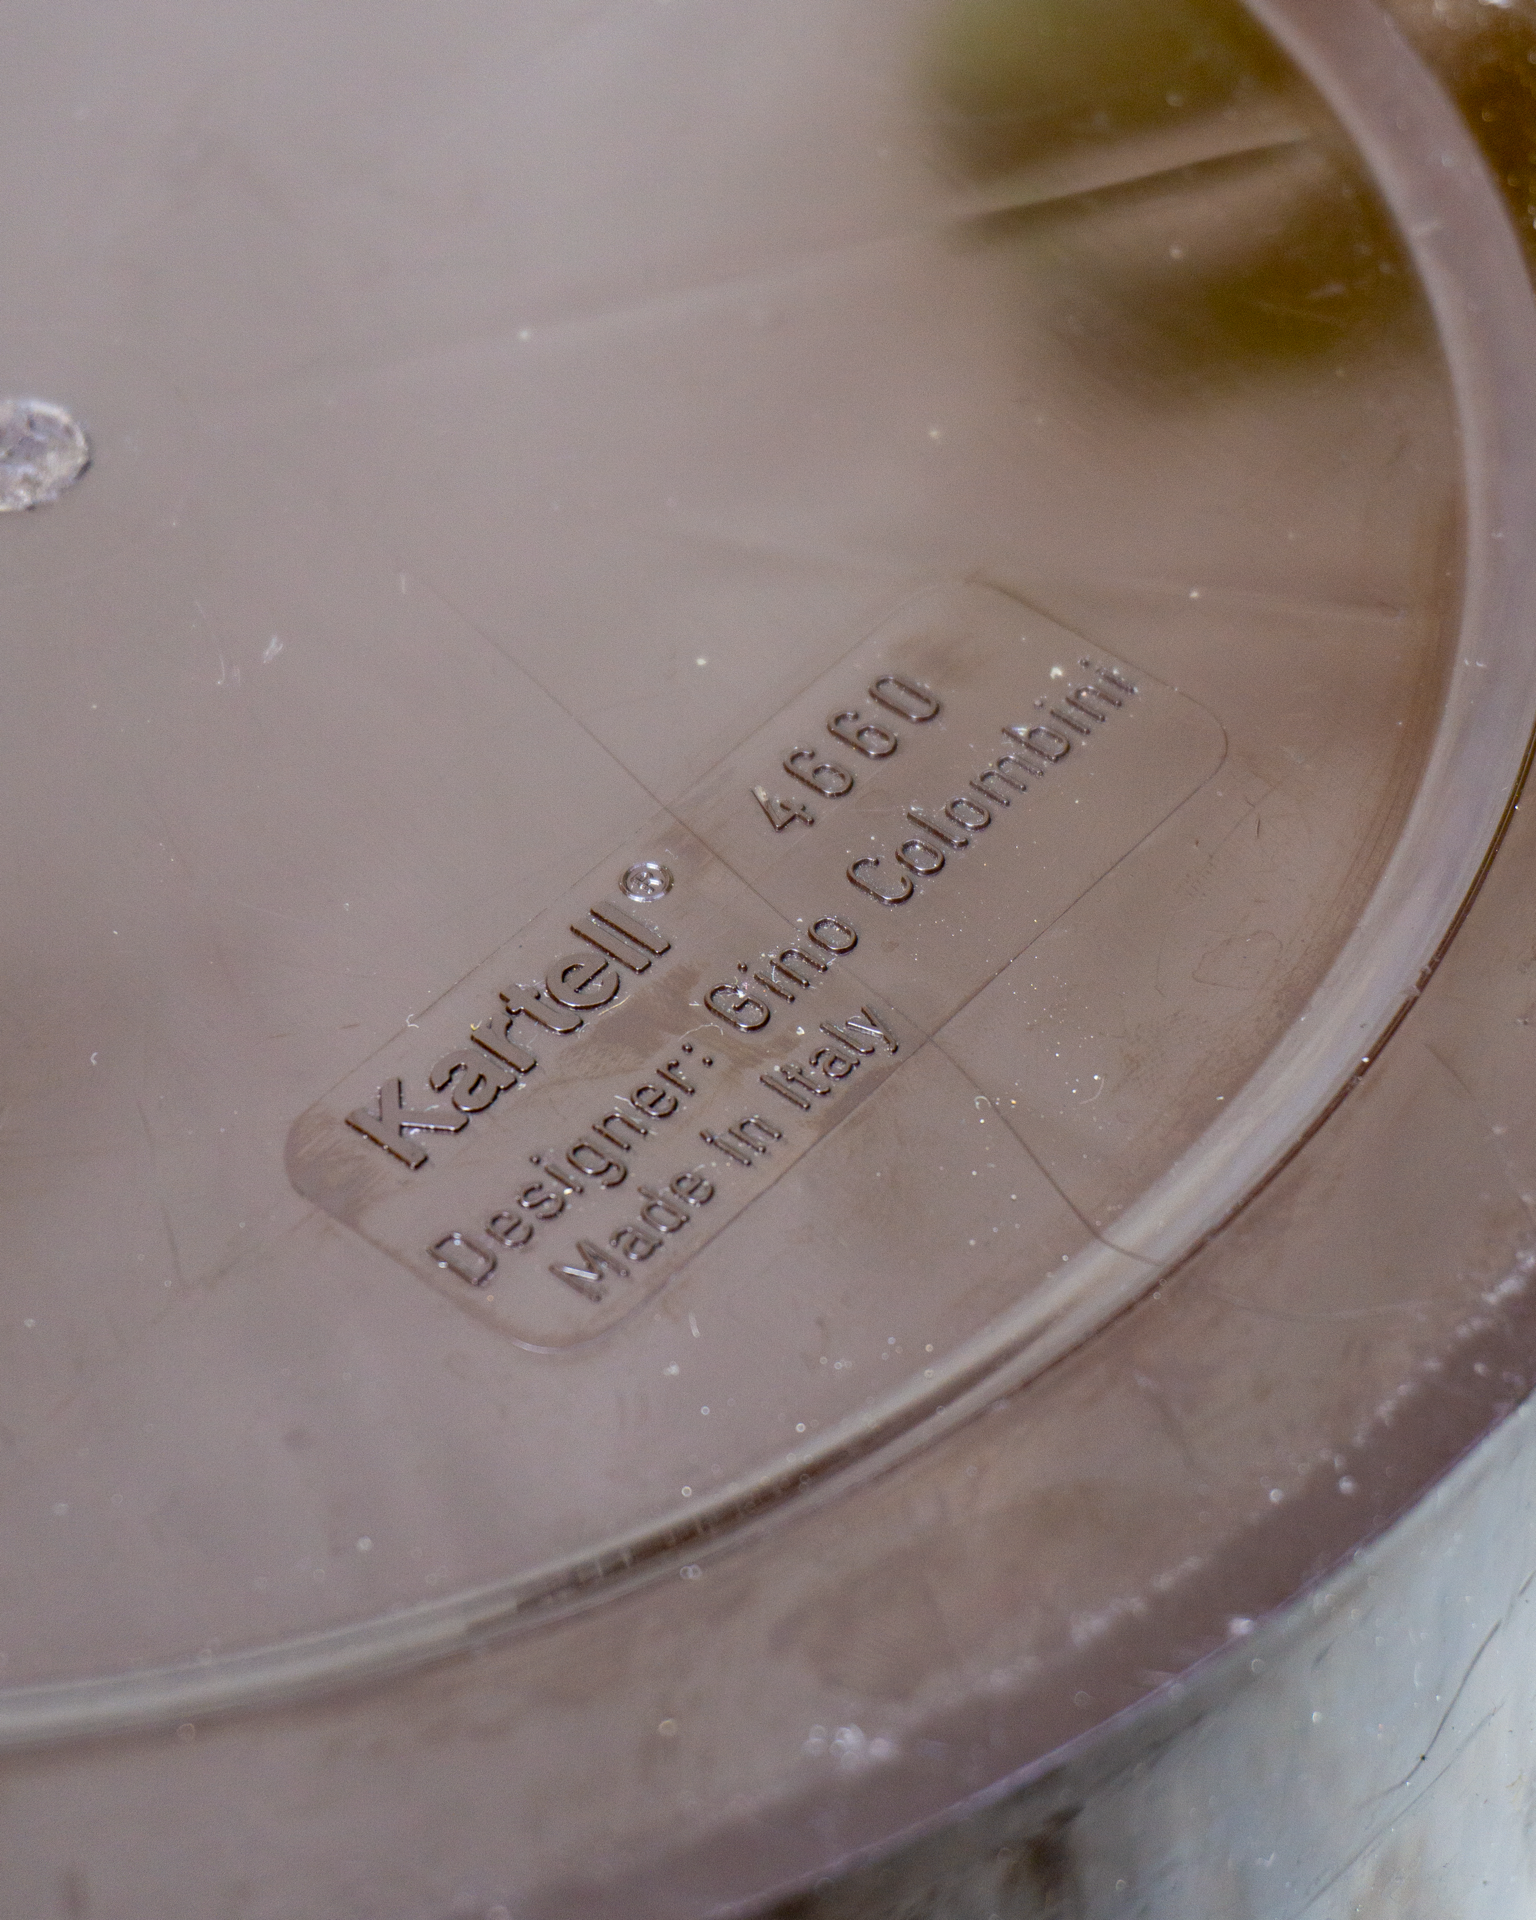 Kartell® 4660
Designer: Gino Colombini
Made in Italy